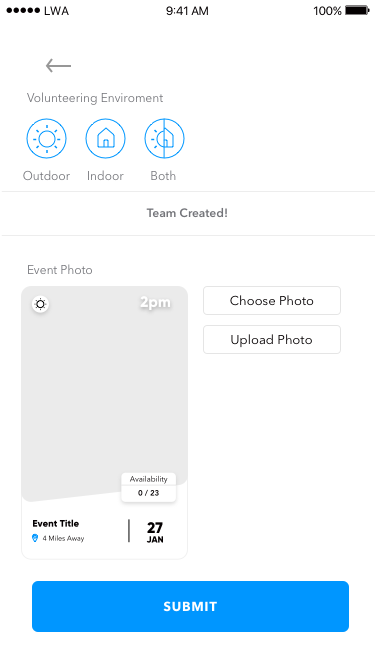 LWA 9:41 AM 100%
Volunteering Enviroment
Outdoor Indoor Both
Team Created!
Event Photo
2pm
Choose Photo
Upload Photo
Availability
0 / 23
Event Title
4 Miles Away
27
JAN
SUBMIT